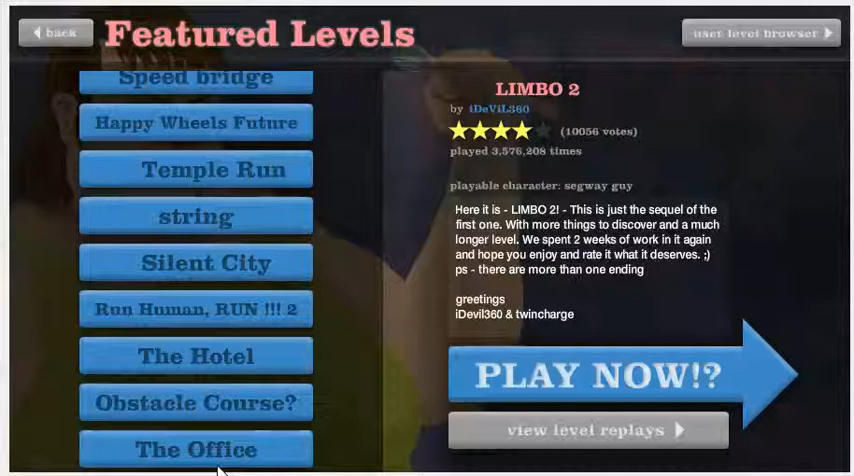 back
Featured Levels
user level browser
Speed bridge
Happy Wheels Future
Temple Run
string
Silent City
Run Human, RUN !!! 2
The Hotel
Obstacle Course?
The Office
LIMBO 2
by iDeViL360
(10056 votes)
played 3,576,208 times
playable character: segway guy
Here it is - LIMBO 2! - This is just the sequel of the
first one. With more things to discover and a much
longer level. We spent 2 weeks of work in it again
and hope you enjoy and rate it what it deserves. ;)
ps - there are more than one ending
greetings
iDevil360 & twincharge
PLAY NOW!?
view level replays